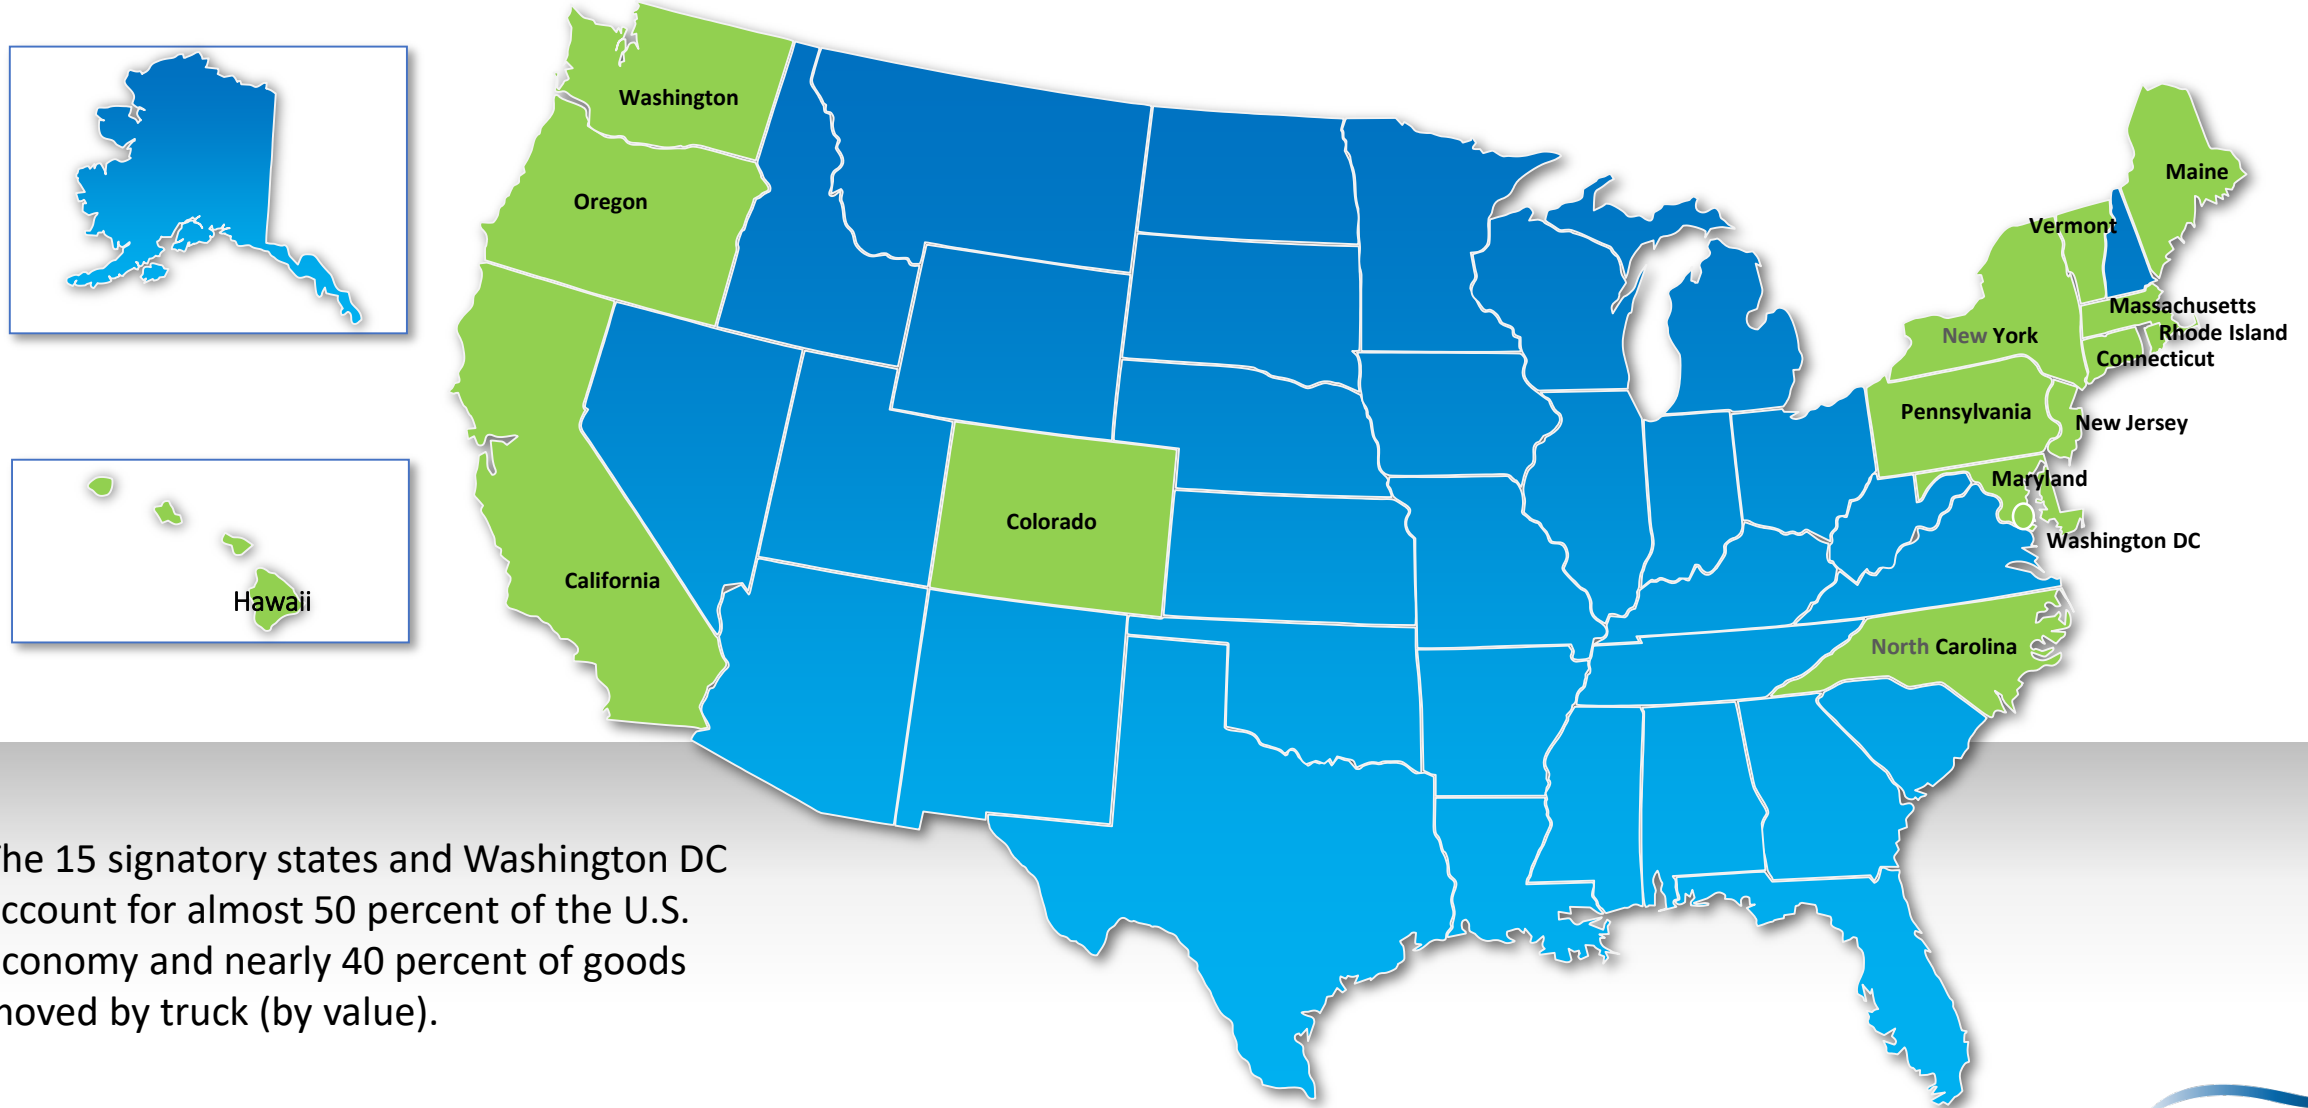 Washington
Maine
Oregon
Vermont
Massachusetts
Rhode Island
New York
Connecticut
Pennsylvania
New Jersey
Maryland
Colorado
Washington DC
California
Hawaii
North Carolina
he 15 signatory states and Washington DC
ccount for almost 50 percent of the U.S.
conomy and nearly 40 percent of goods
moved by truck (by value).